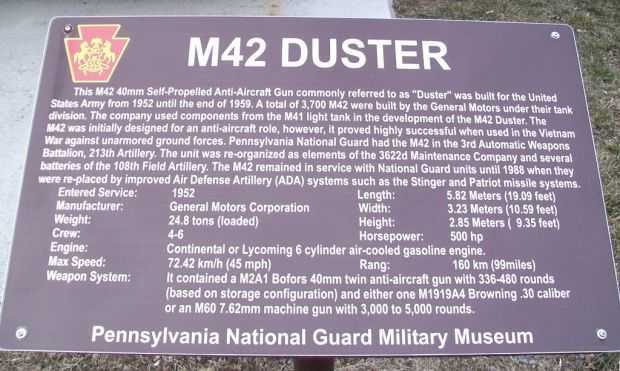 M42 DUSTER
This M42 40mm Self-Propelled Anti-Aircraft Gun commonly referred to as "Duster" was built for the United
States Army from 1952 until the end of 1959. A total of 3,700 M42 were built by the General Motors under their tank
division. The company used components from the M41 light tank in the development of the M42 Duster. The
M42 was initially designed for an anti-aircraft role, however, it proved highly successful when used in the Vietnam
War against unarmored ground forces. Pennsylvania National Guard had the M42 in the 3rd Automatic Weapons
Battalion, 213th Artillery. The unit was re-organized as elements of the 3622d Maintenance Company and several
batteries of the 108th Field Artillery. The M42 remained in service with National Guard units until 1988 when they
were re-placed by improved Air Defense Artillery (ADA) systems such as the Stinger and Patriot missile systems.
Entered Service: 1952 Length: 5.82 Meters (19.09 feet)
Manufacturer: General Motors Corporation Width: 3.23 Meters (10.59 feet)
Weight: 24.8 tons (loaded) Height: 2.85 Meters ( 9.35 feet)
Crew: 4-6 Horsepower: 500 hp
Engine: Continental or Lycoming 6 cylinder air-cooled gasoline engine.
Max Speed: 72.42 km/h (45 mph) Rang: 160 km (99miles)
Weapon System: It contained a M2A1 Bofors 40mm twin anti-aircraft gun with 336-480 rounds
(based on storage configuration) and either one M1919A4 Browning .30 caliber
or an M60 7.62mm machine gun with 3,000 to 5,000 rounds.
Pennsylvania National Guard Military Museum